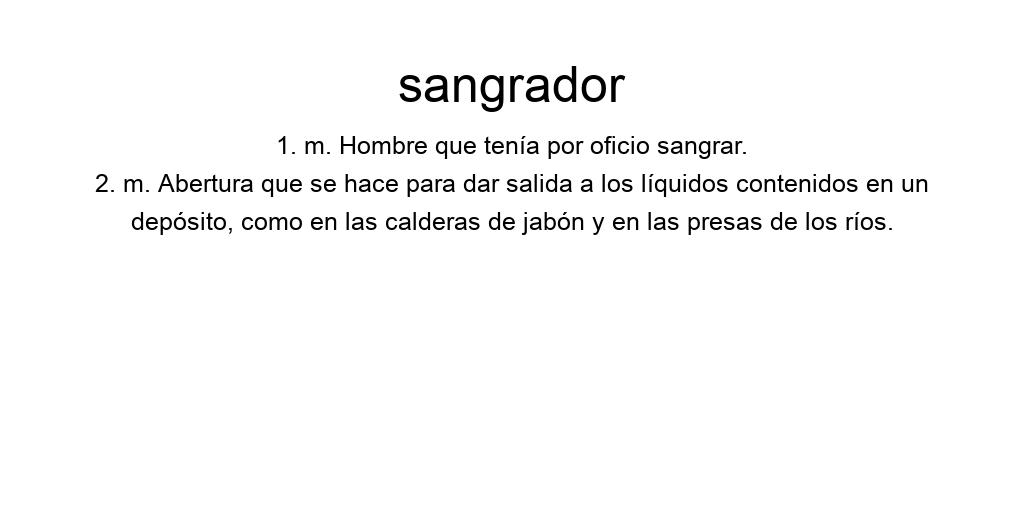 sangrador
1. m. Hombre que tenía por oficio sangrar.
2. m. Abertura que se hace para dar salida a los líquidos contenidos en un
depósito, como en las calderas de jabón y en las presas de los ríos.